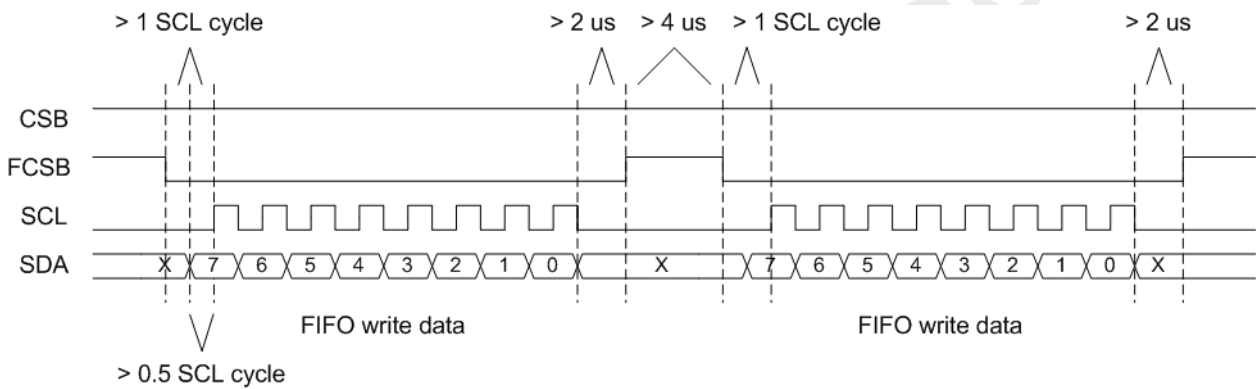 > 1 SCL cycle > 2 us > 4 us > 1 SCL cycle > 2 us
CSB
FCSB
SCL
SDA X 7 6 5 4 3 2 1 0 X 7 6 5 4 3 2 1 0 X
FIFO write data FIFO write data
> 0.5 SCL cycle